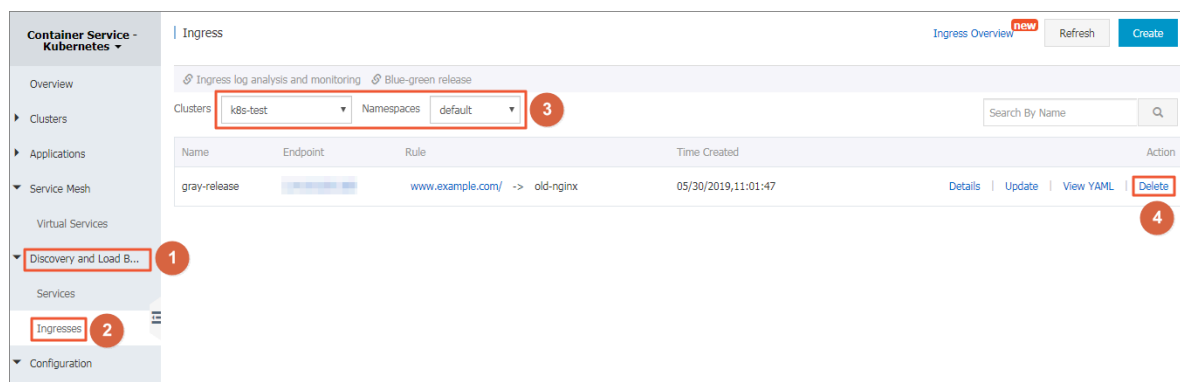 Container Service -
Kubernetes
Overview
Clusters
Applications
Service Mesh
Virtual Services
Discovery and Load B...
1
Services
Ingresses
2
Configuration
Ingress
Ingress Overview new Refresh Create
Ingress log analysis and monitoring Blue-green release
Clusters k8s-test Namespaces default 3 Search By Name
Name Endpoint Rule Time Created Action
gray-release www.example.com/ -> old-nginx 05/30/2019,11:01:47 Details | Update | View YAML | Delete
4